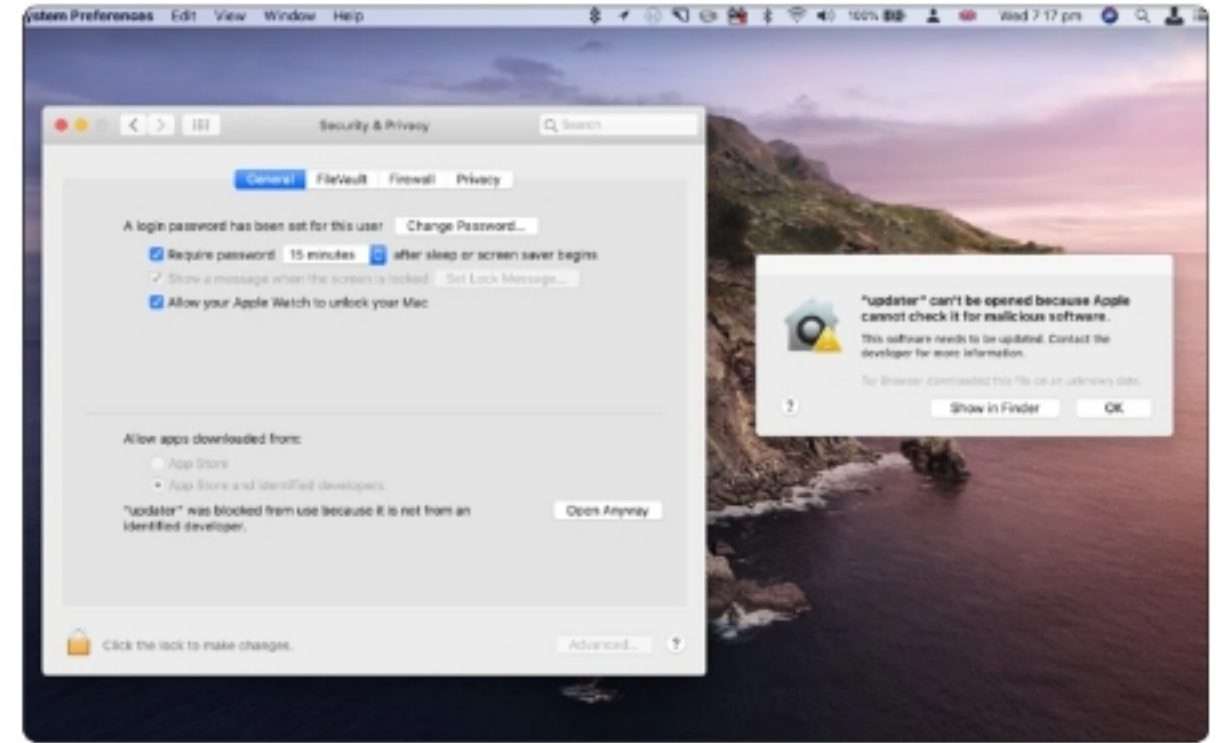 ystem Preferences Edit View Window Help 100% Wed 7 17 pm
Security & Privacy
Search
General FileVault Firewall Privacy
A login password has been set for this user Change Password...
Require password 15 minutes after sleep or screen saver begins
Show a message when the screen is locked Set Lock Message...
Allow your Apple Watch to unlock your Mac
Allow apps downloaded from:
App Store
App Store and identified developers
"updater" was blocked from use because it is not from an
identified developer.
Open Anyway
Click the lock to make changes.
Advanced... ?
"updater" can't be opened because Apple
cannot check it for malicious software.
This software needs to be updated. Contact the
developer for more information.
Tor Browser downloaded this file on an unknown date.
? Show in Finder OK